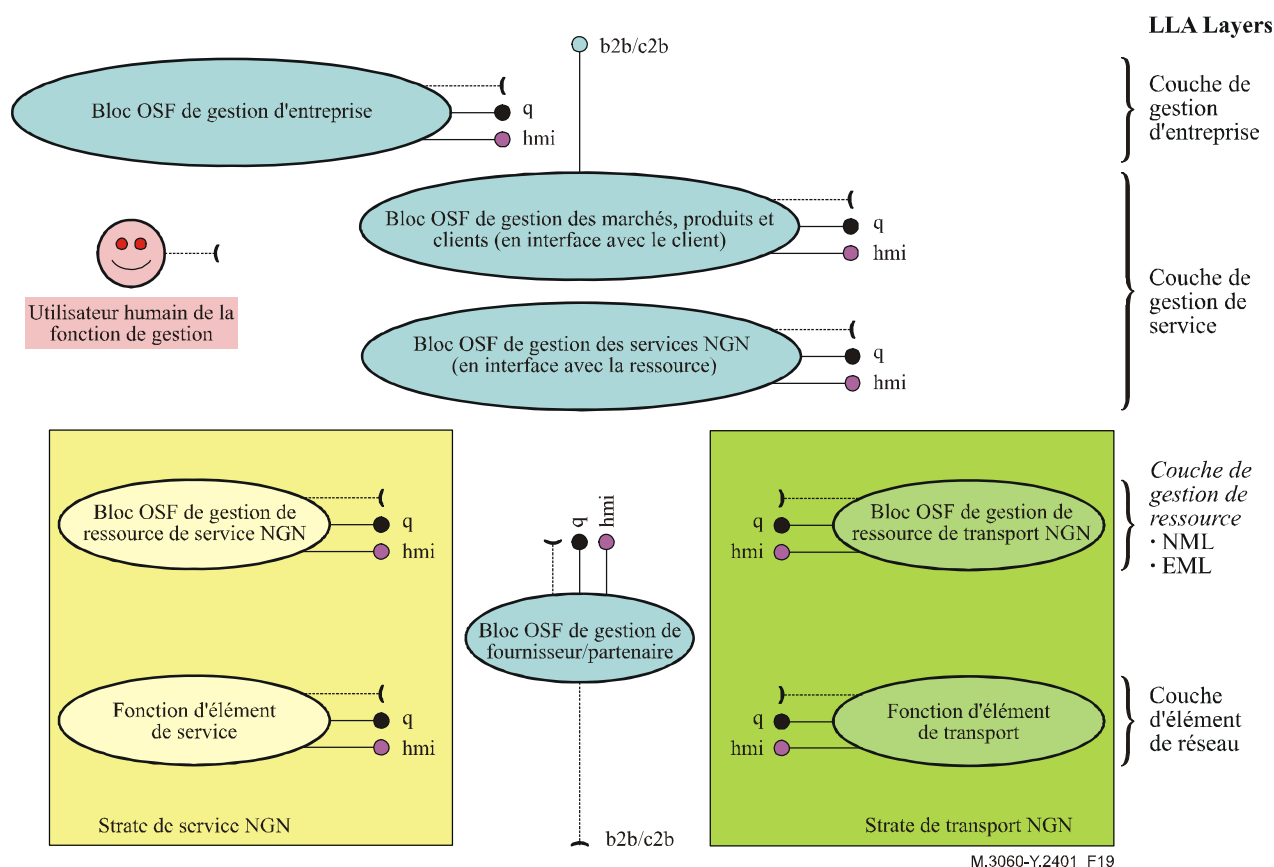 LLA Layers
b2b/c2b
Bloc OSF de gestion d'entreprise
q
hmi
Couche de
gestion
d'entreprise
Bloc OSF de gestion des marchés, produits et
clients (en interface avec le client)
q
hmi
Utilisateur humain de la
fonction de gestion
Couche de
gestion de
service
Bloc OSF de gestion des services NGN
(en interface avec la ressource)
q
hmi
Bloc OSF de gestion de
ressource de service NGN
q
hmi
q
hmi
q
hmi
Bloc OSF de gestion de
ressource de transport NGN
Couche de
gestion de
ressource
· NML
· EML
Bloc OSF de gestion de
fournisseur/partenaire
Fonction d'élément
de service
q
hmi
q
hmi
Fonction d'élément
de transport
Couche
d'élément
de réseau
Strate de service NGN
b2b/c2b
Strate de transport NGN
M.3060-Y.2401_F19